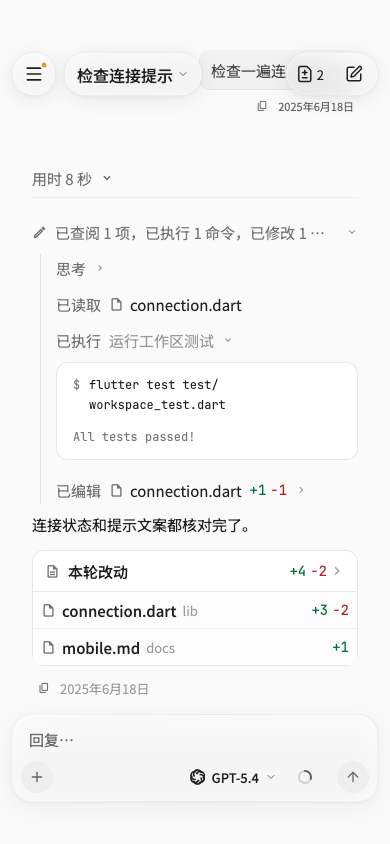 检查连接提示
检查一遍连
2
2025年6月18日
用时 8 秒
已查阅 1 项，已执行 1 命令，已修改 1 …
思考
已读取 connection.dart
已执行 运行工作区测试
$ flutter test test/
workspace_test.dart
All tests passed!
已编辑 connection.dart +1 -1
连接状态和提示文案都核对完了。
本轮改动 +4 -2
connection.dart lib +3 -2
mobile.md docs +1
2025年6月18日
回复…
GPT-5.4